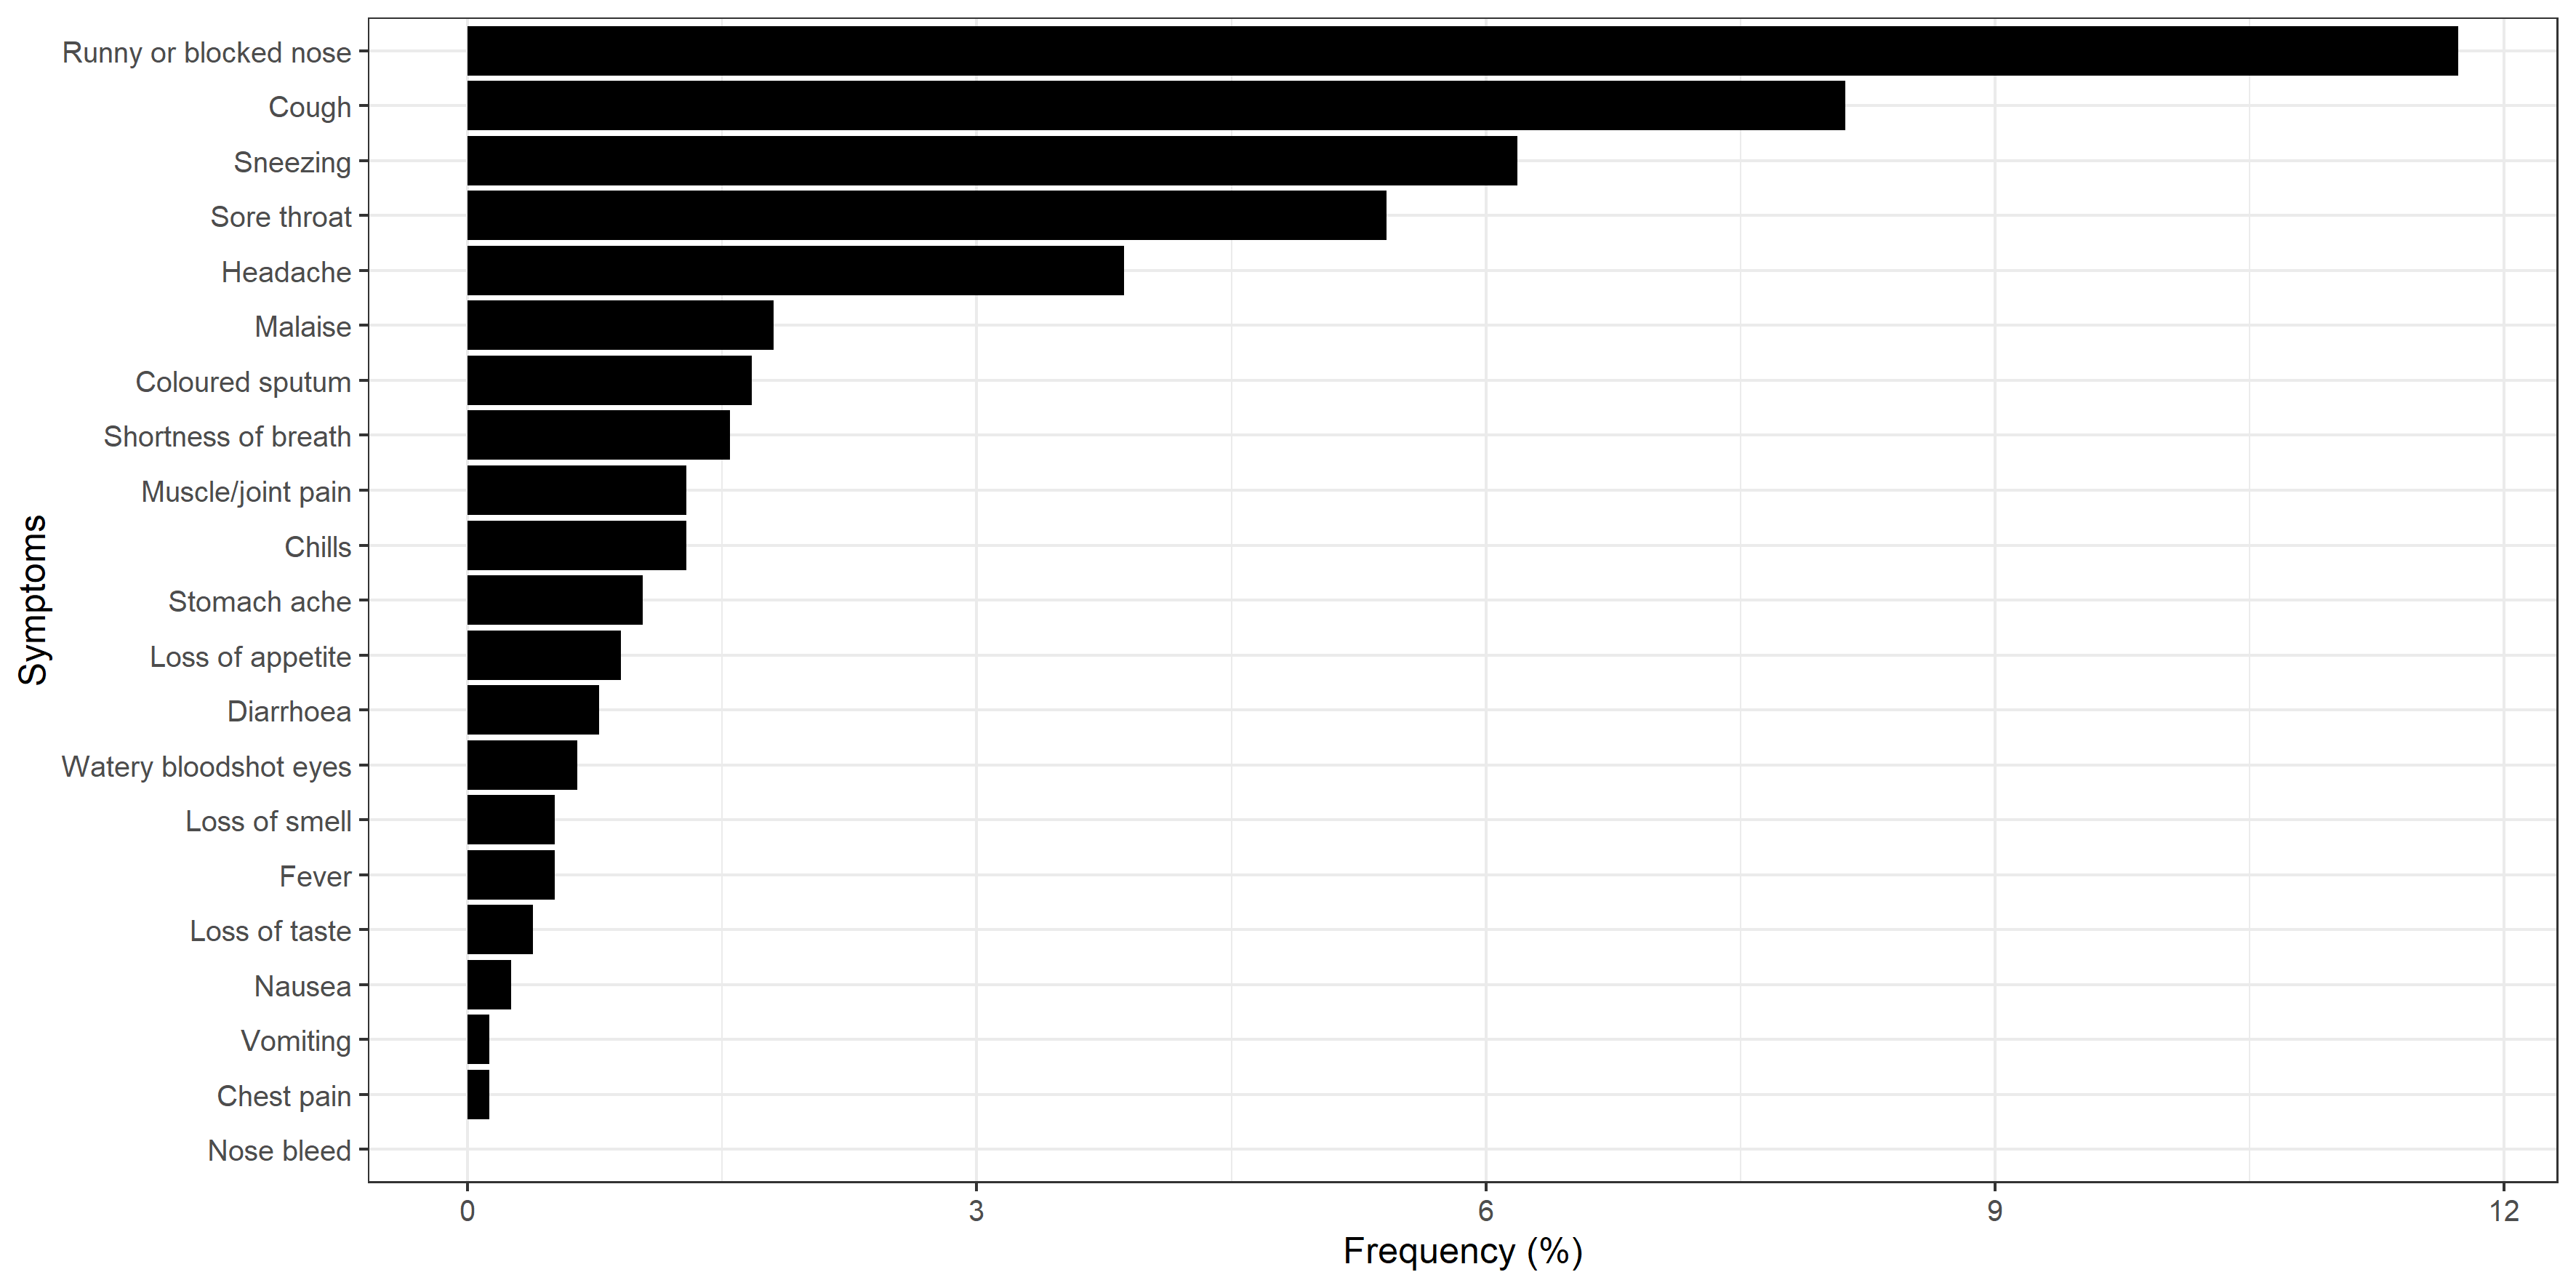 Runny or blocked nose
Cough
Sneezing
Sore throat
Headache
Malaise
Coloured sputum
Shortness of breath
Muscle/joint pain
Chills
Stomach ache
Loss of appetite
Diarrhoea
Watery bloodshot eyes
Loss of smell
Fever
Loss of taste
Nausea
Vomiting
Chest pain
Nose bleed
Symptoms
0 3 6 9 12
Frequency (%)